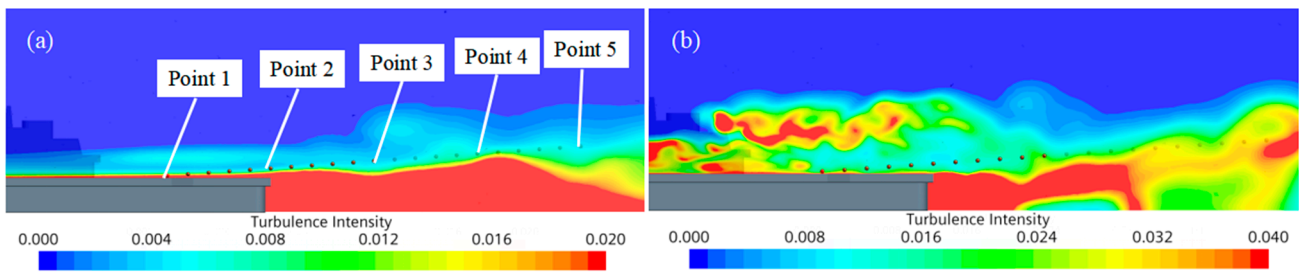 (a)
Point 1
Point 2
Point 3
Point 4
Point 5
Turbulence Intensity
0.000 0.004 0.008 0.012 0.016 0.020
(b)
Turbulence Intensity
0.000 0.008 0.016 0.024 0.032 0.040